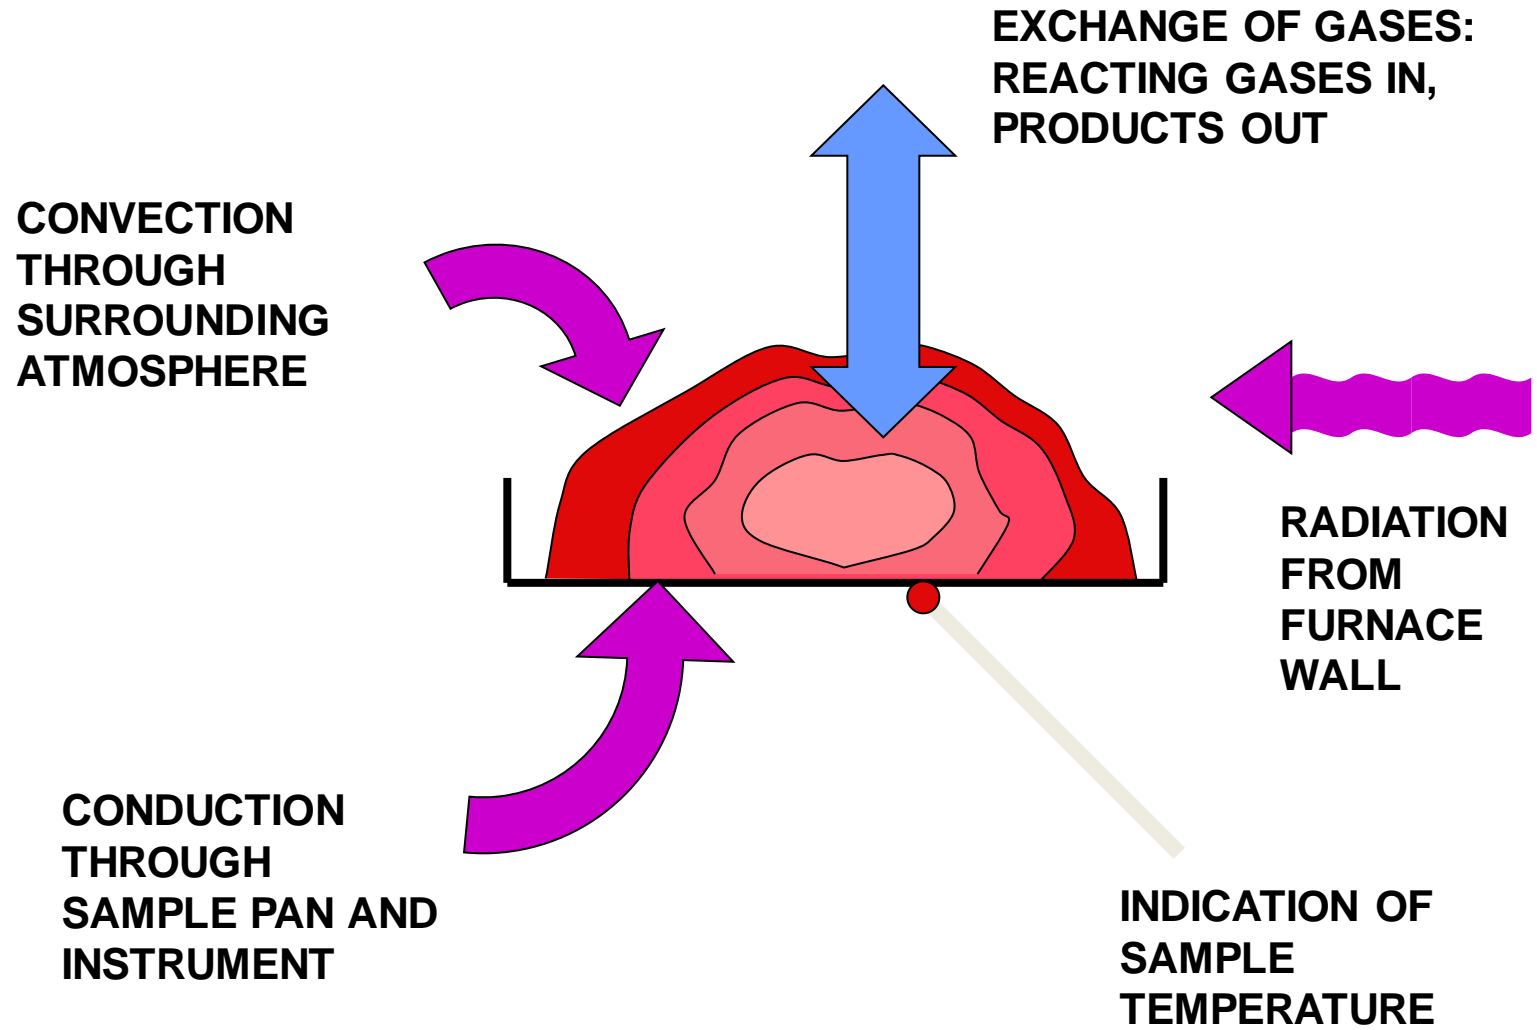 EXCHANGE OF GASES:
REACTING GASES IN,
PRODUCTS OUT
CONVECTION
THROUGH
SURROUNDING
ATMOSPHERE
RADIATION
FROM
FURNACE
WALL
CONDUCTION
THROUGH
SAMPLE PAN AND
INSTRUMENT
INDICATION OF
SAMPLE
TEMPERATURE